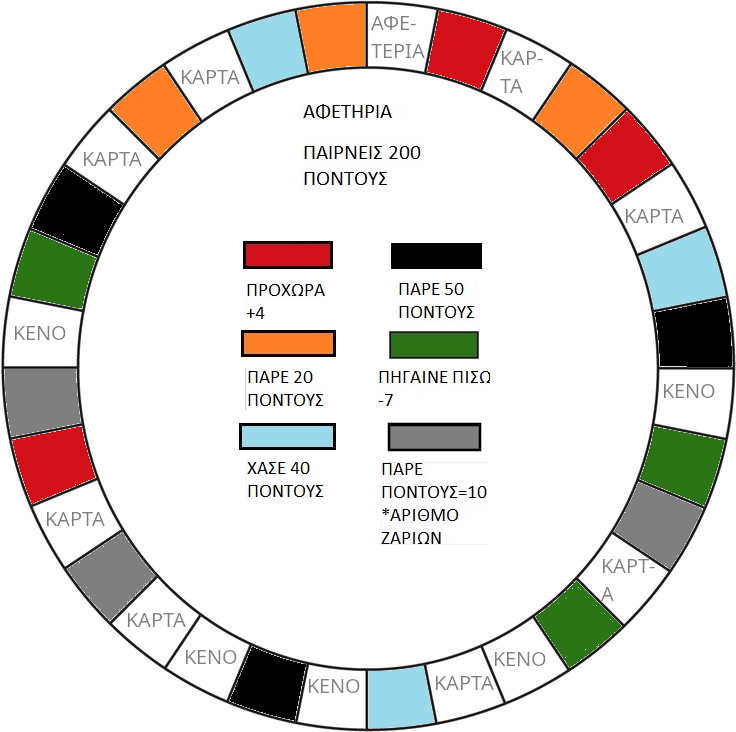 ΑΦΕ-
ΤΕΡΙΑ
ΚΑΡ-
ΤΑ
ΚΑΡΤΑ
ΚΕΝΟ
ΚΑΡΤ-
Α
ΚΕΝΟ
ΚΑΡΤΑ
ΚΕΝΟ
ΚΕΝΟ
ΚΑΡΤΑ
ΚΑΡΤΑ
ΚΕΝΟ
ΚΑΡΤΑ
ΚΑΡΤΑ
ΑΦΕΤΗΡΙΑ
ΠΑΙΡΝΕΙΣ 200
ΠΟΝΤΟΥΣ
ΠΡΟΧΩΡΑ
+4
ΠΑΡΕ 50
ΠΟΝΤΟΥΣ
ΠΑΡΕ 20
ΠΟΝΤΟΥΣ
ΠΗΓΑΙΝΕ ΠΙΣΩ
-7
ΧΑΣΕ 40
ΠΟΝΤΟΥΣ
ΠΑΡΕ
ΠΟΝΤΟΥΣ=10
*ΑΡΙΘΜΟ
ΖΑΡΙΩΝ